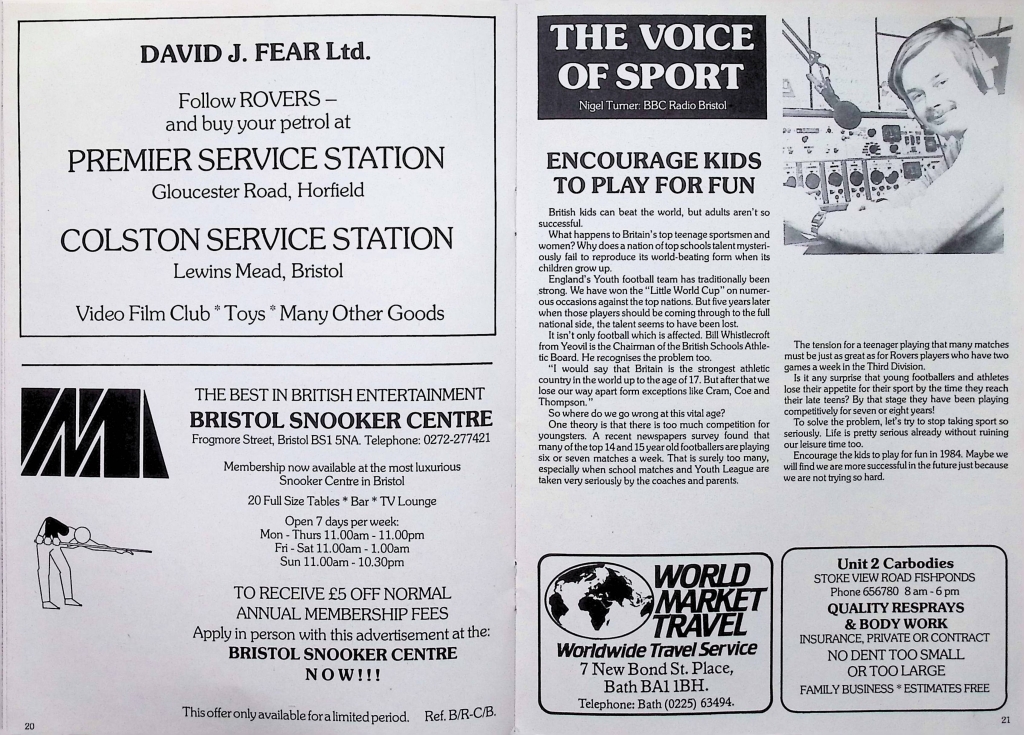 DAVID J. FEAR Ltd.
Follow ROVERS –
and buy your petrol at
PREMIER SERVICE STATION
Gloucester Road, Horfield
COLSTON SERVICE STATION
Lewins Mead, Bristol
Video Film Club * Toys * Many Other Goods
THE BEST IN BRITISH ENTERTAINMENT
BRISTOL SNOOKER CENTRE
Frogmore Street, Bristol BS1 5NA. Telephone: 0272-277421
Membership now available at the most luxurious
Snooker Centre in Bristol
20 Full Size Tables * Bar * TV Lounge
Open 7 days per week:
Mon - Thurs 11.00am - 11.00pm
Fri - Sat 11.00am - 1.00am
Sun 11.00am - 10.30pm
TO RECEIVE £5 OFF NORMAL
ANNUAL MEMBERSHIP FEES
Apply in person with this advertisement at the:
BRISTOL SNOOKER CENTRE
NOW!!!
This offer only available for a limited period. Ref. B/R-C/B.
20
THE VOICE
OF SPORT
Nigel Turner: BBC Radio Bristol
ENCOURAGE KIDS
TO PLAY FOR FUN
British kids can beat the world, but adults aren't so
successful.
What happens to Britain's top teenage sportsmen and
women? Why does a nation of top schools talent mysteri-
ously fail to reproduce its world-beating form when its
children grow up.
England's Youth football team has traditionally been
strong. We have won the "Little World Cup" on numer-
ous occasions against the top nations. But five years later
when those players should be coming through to the full
national side, the talent seems to have been lost.
It isn't only football which is affected. Bill Whistlecroft
from Yeovil is the Chairman of the British Schools Athle-
tic Board. He recognises the problem too.
"I would say that Britain is the strongest athletic
country in the world up to the age of 17. But after that we
lose our way apart form exceptions like Cram, Coe and
Thompson."
So where do we go wrong at this vital age?
One theory is that there is too much competition for
youngsters. A recent newspapers survey found that
many of the top 14 and 15 year old footballers are playing
six or seven matches a week. That is surely too many,
especially when school matches and Youth League are
taken very seriously by the coaches and parents.
The tension for a teenager playing that many matches
must be just as great as for Rovers players who have two
games a week in the Third Division.
Is it any surprise that young footballers and athletes
lose their appetite for their sport by the time they reach
their late teens? By that stage they have been playing
competitively for seven or eight years!
To solve the problem, let's try to stop taking sport so
seriously. Life is pretty serious already without ruining
our leisure time too.
Encourage the kids to play for fun in 1984. Maybe we
will find we are more successful in the future just because
we are not trying so hard.
WORLD
MARKET
TRAVEL
Worldwide Travel Service
7 New Bond St. Place,
Bath BA1 1BH.
Telephone: Bath (0225) 63494.
Unit 2 Carbodies
STOKE VIEW ROAD FISHPONDS
Phone 656780 8 am - 6 pm
QUALITY RESPRAYS
& BODY WORK
INSURANCE, PRIVATE OR CONTRACT
NO DENT TOO SMALL
OR TOO LARGE
FAMILY BUSINESS * ESTIMATES FREE
21